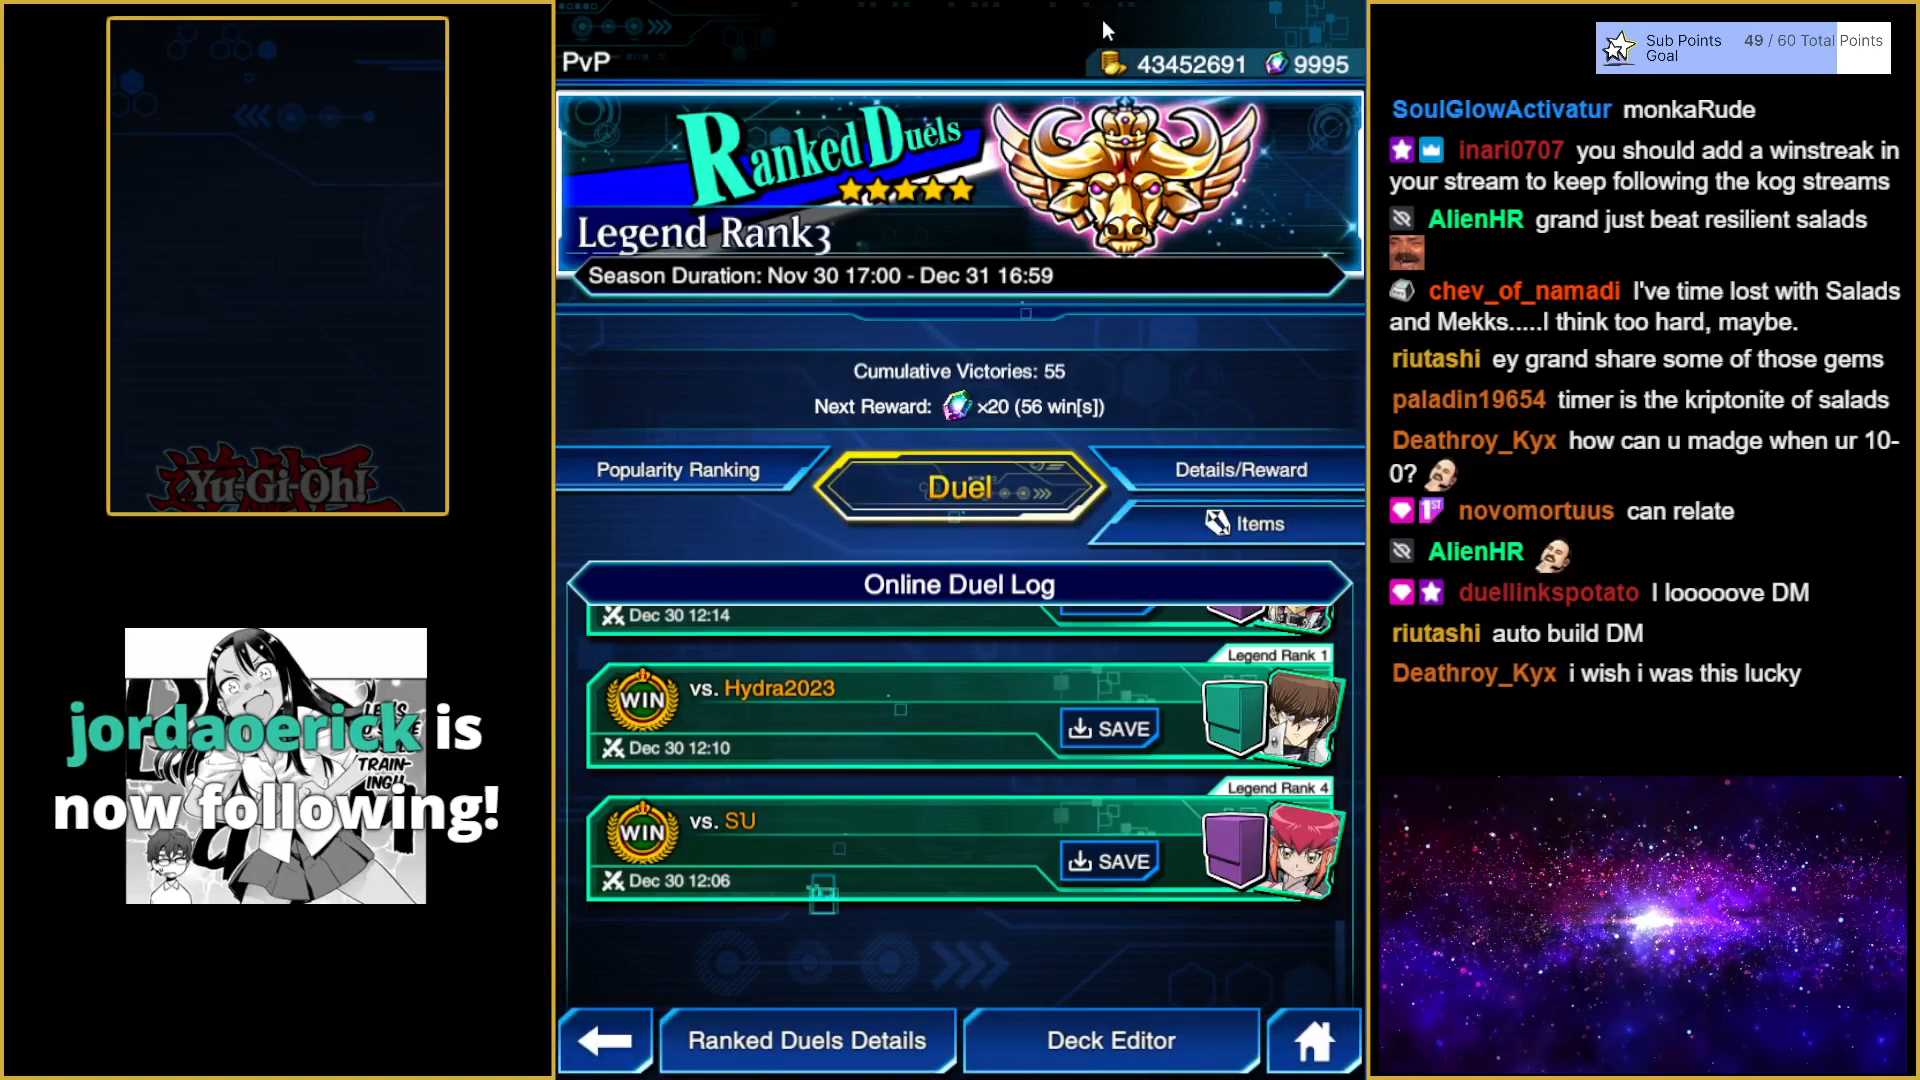 PvP
43452691
9995
Ranked Duels
Legend Rank3
Season Duration: Nov 30 17:00 - Dec 31 16:59
Cumulative Victories: 55
Next Reward: x20 (56 win[s])
Popularity Ranking
Duel
Details/Reward
Items
Online Duel Log
Dec 30 12:14
Legend Rank 1
WIN
vs. Hydra2023
SAVE
Dec 30 12:10
Legend Rank 4
WIN
vs. SU
SAVE
Dec 30 12:06
Ranked Duels Details
Deck Editor
Yu-Gi-Oh!
jordaoerick is
now following!
TRAIN-
ING!
Sub Points
Goal
49 / 60 Total Points
SoulGlowActivatur monkaRude
inari0707 you should add a winstreak in
your stream to keep following the kog streams
AlienHR grand just beat resilient salads
chev_of_namadi I've time lost with Salads
and Mekks.....I think too hard, maybe.
riutashi ey grand share some of those gems
paladin19654 timer is the kriptonite of salads
Deathroy_Kyx how can u madge when ur 10-
0?
1ST novomortuus can relate
AlienHR
duellinkspotato I looooove DM
riutashi auto build DM
Deathroy_Kyx i wish i was this lucky